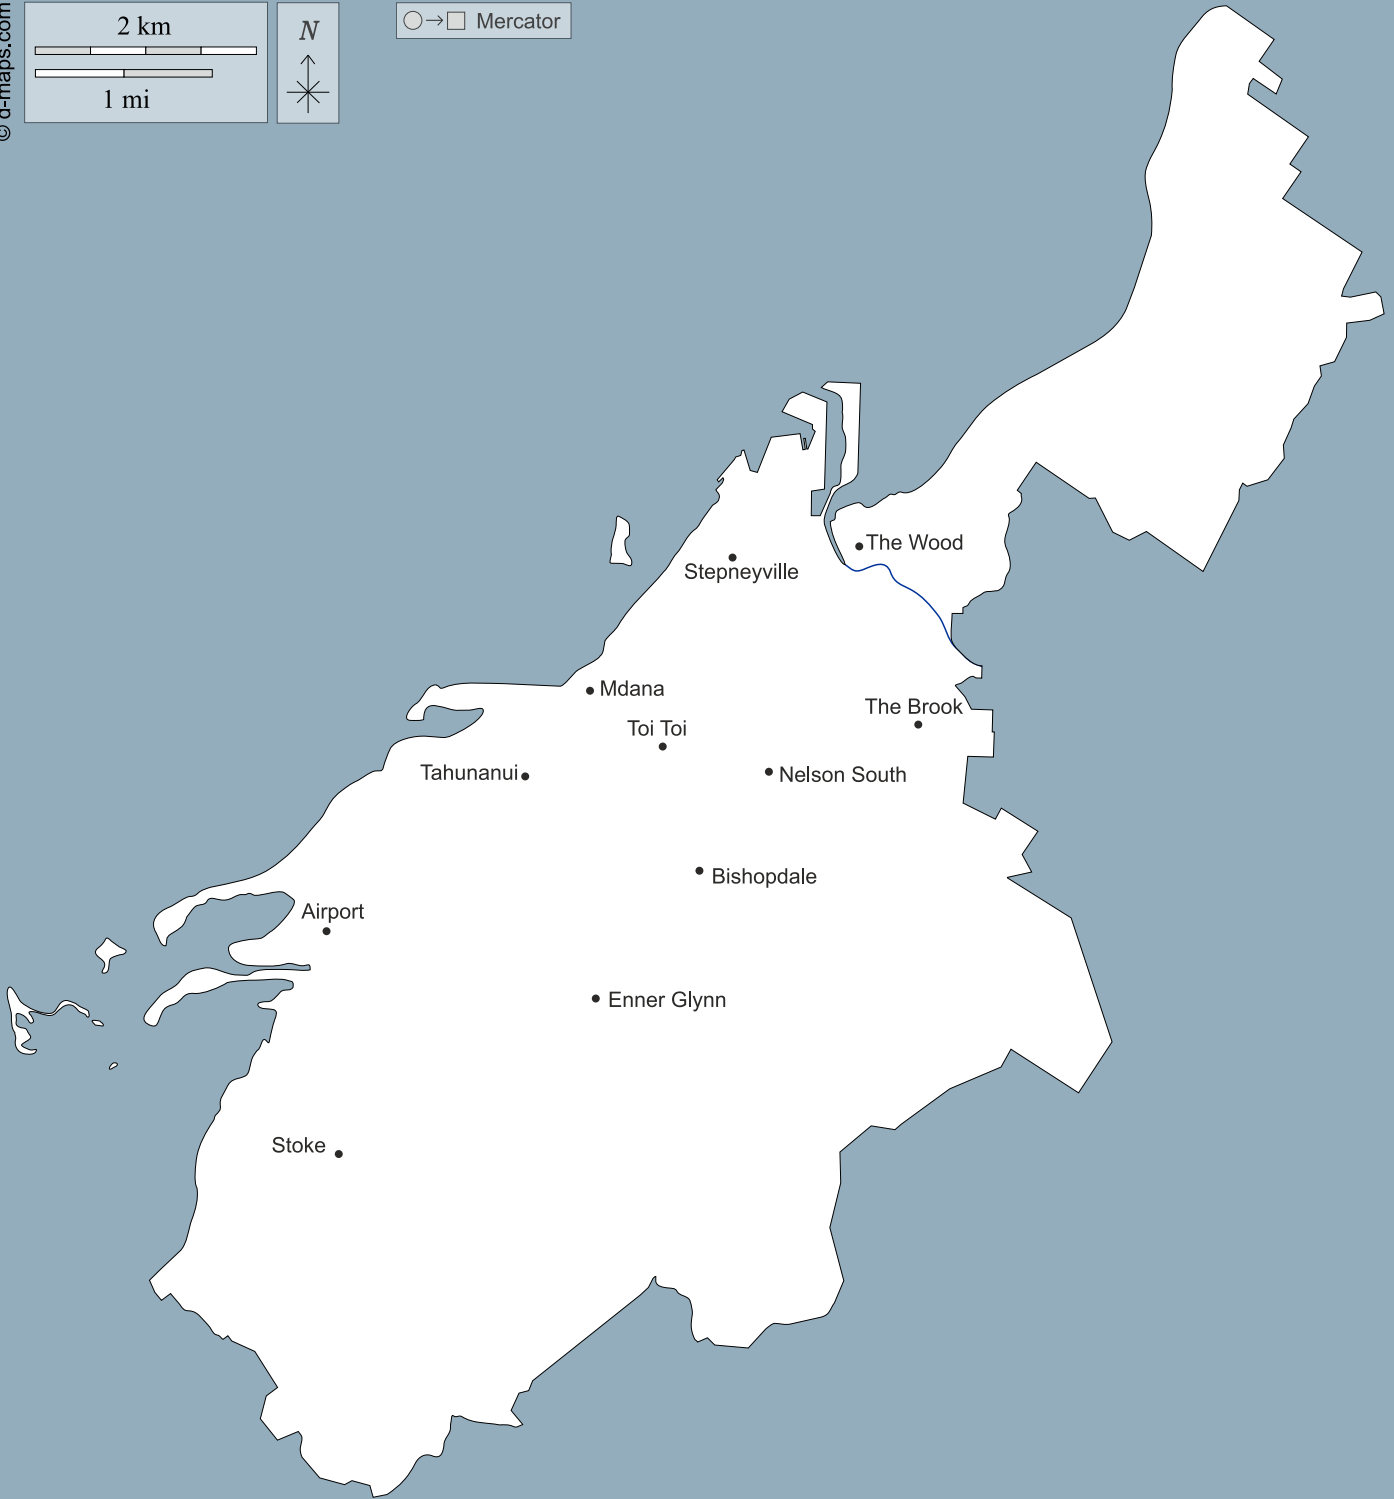 © d-maps.com
2 km
1 mi
N
Mercator
The Wood
Stepneyville
Mdana
The Brook
Toi Toi
Tahunanui
Nelson South
Bishopdale
Airport
Enner Glynn
Stoke